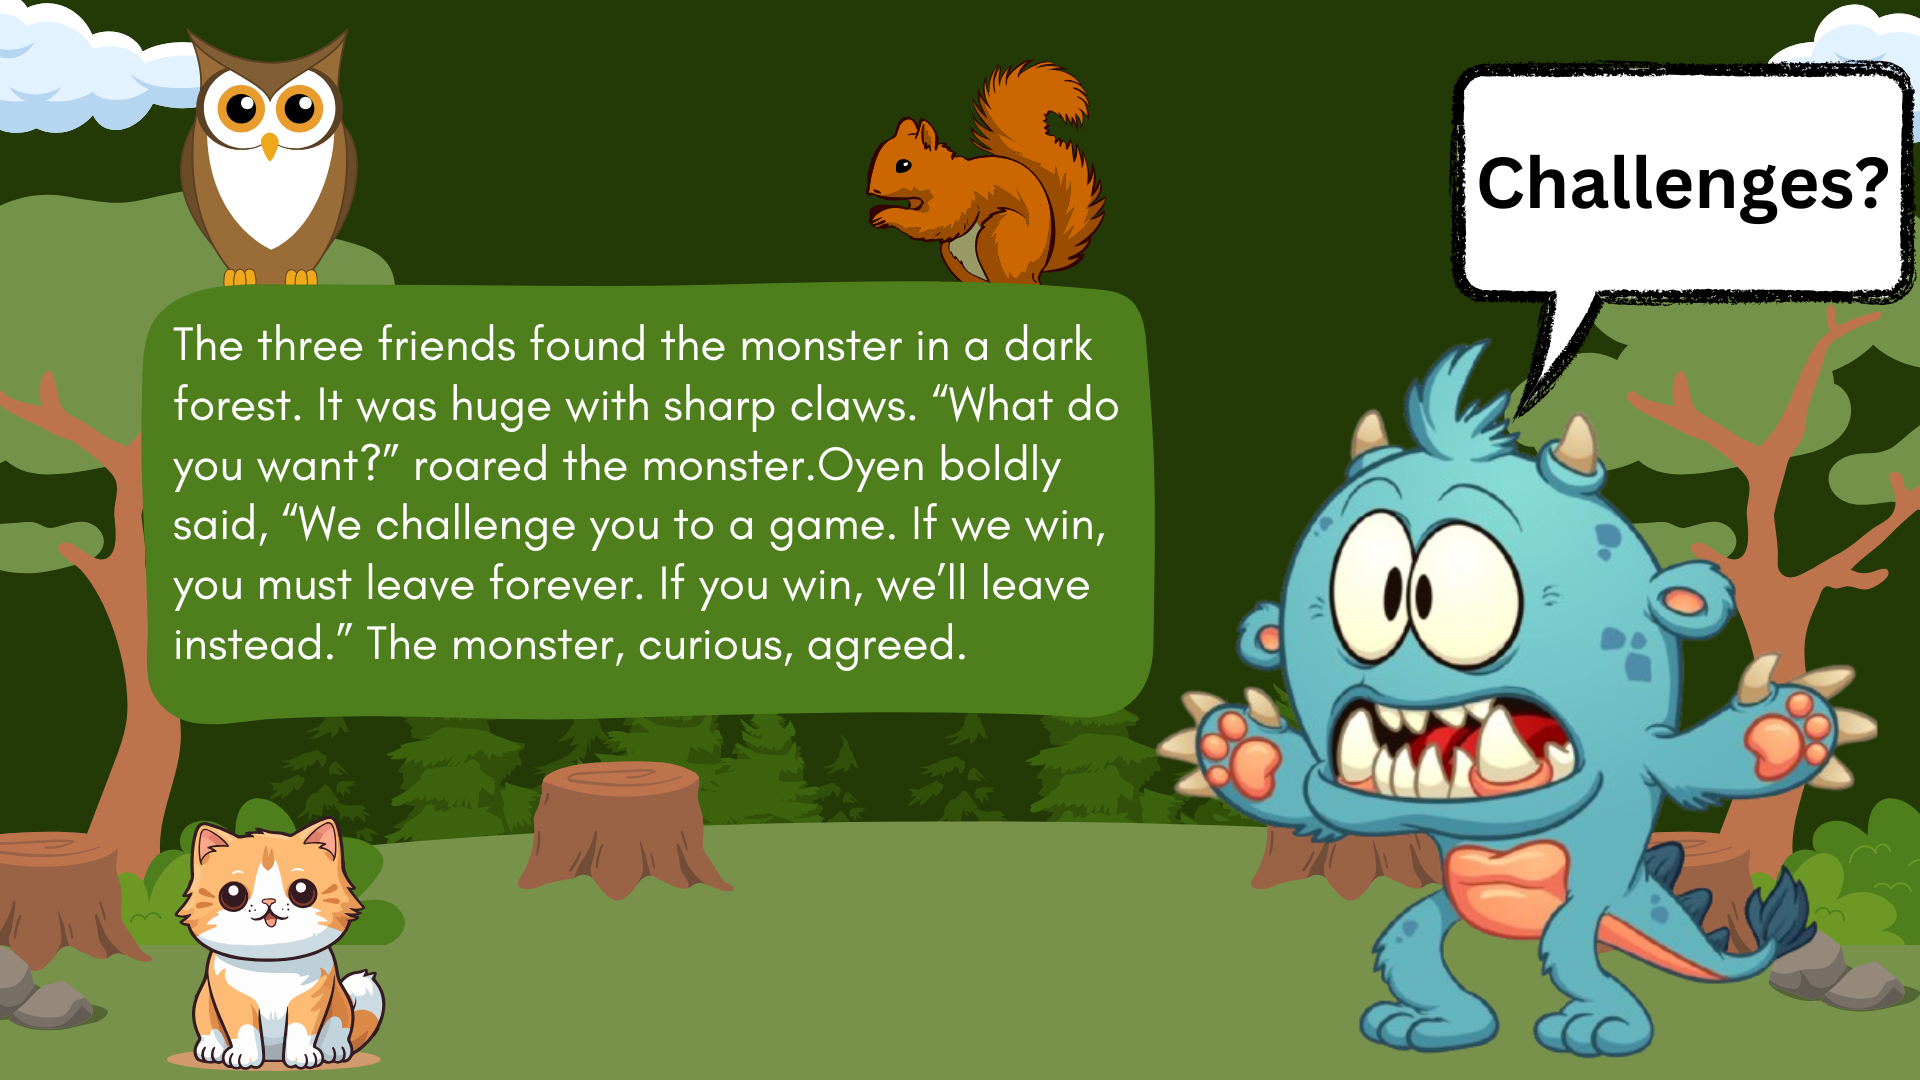 The three friends found the monster in a dark
forest. It was huge with sharp claws. “What do
you want?” roared the monster.Oyen boldly
said, “We challenge you to a game. If we win,
you must leave forever. If you win, we’ll leave
instead.” The monster, curious, agreed.
Challenges?